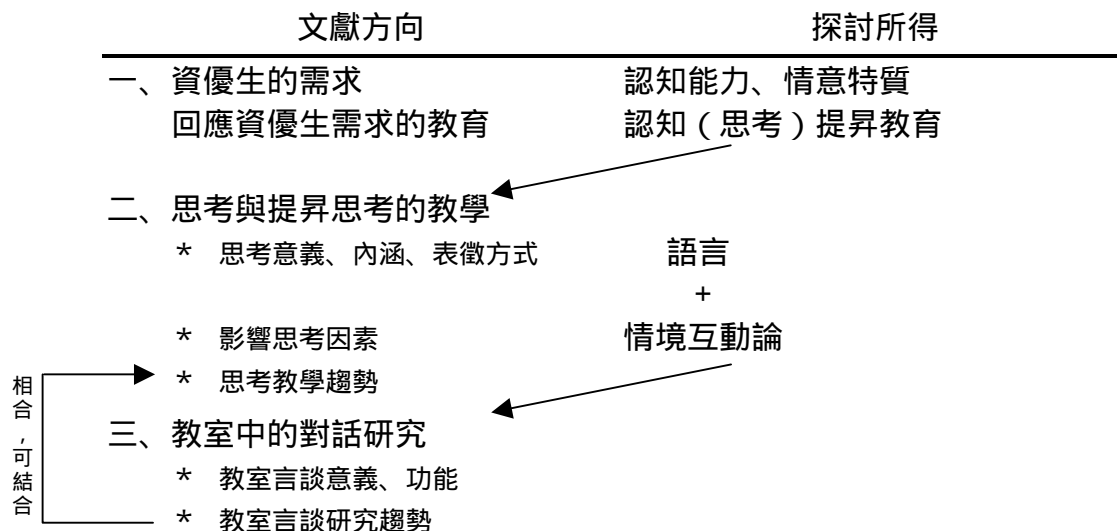 文獻方向 探討所得
一、資優生的需求 認知能力、情意特質
回應資優生需求的教育 認知(思考)提昇教育
二、思考與提昇思考的教學
* 思考意義、內涵、表徵方式 語言
+
* 影響思考因素 情境互動論
* 思考教學趨勢
相合,可結合
三、教室中的對話研究
* 教室言談意義、功能
* 教室言談研究趨勢